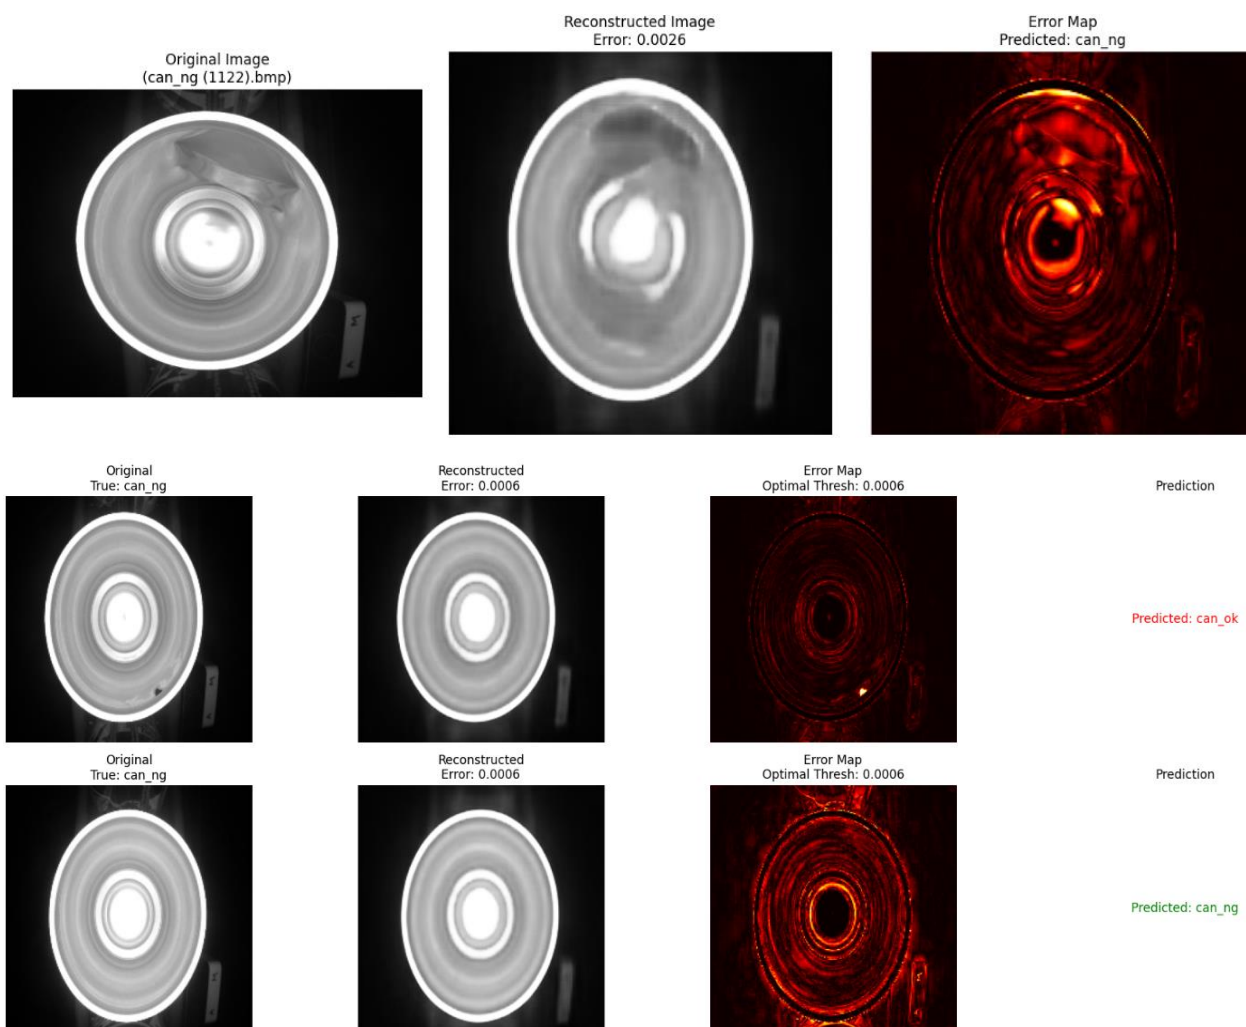 Original Image
(can_ng (1122).bmp)
Reconstructed Image
Error: 0.0026
Error Map
Predicted: can_ng
Original
True: can_ng
Reconstructed
Error: 0.0006
Error Map
Optimal Thresh: 0.0006
Prediction
Predicted: can_ok
Original
True: can_ng
Reconstructed
Error: 0.0006
Error Map
Optimal Thresh: 0.0006
Prediction
Predicted: can_ng